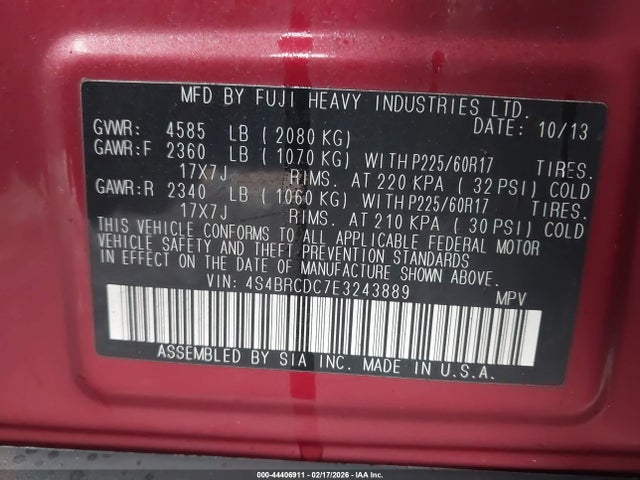 MFD BY FUJI HEAVY INDUSTRIES LTD.
DATE: 10/13
GVWR: 4585 LB (2080 KG)
GAWR:F 2360 LB (1070 KG) WITH P225/60R17 TIRES.
17X7J RIMS. AT 220 KPA (32 PSI) COLD
GAWR:R 2340 LB (1060 KG) WITH P225/60R17 TIRES.
17X7J RIMS. AT 210 KPA (30 PSI) COLD
THIS VEHICLE CONFORMS TO ALL APPLICABLE FEDERAL MOTOR
VEHICLE SAFETY AND THEFT PREVENTION STANDARDS
IN EFFECT ON THE DATE OF MANUFACTURE SHOWN ABOVE.
VIN: 4S4BRCDC7E3243889 MPV
ASSEMBLED BY SIA INC. MADE IN U.S.A.
000-44406911 - 02/17/2026 - IAAI.COM